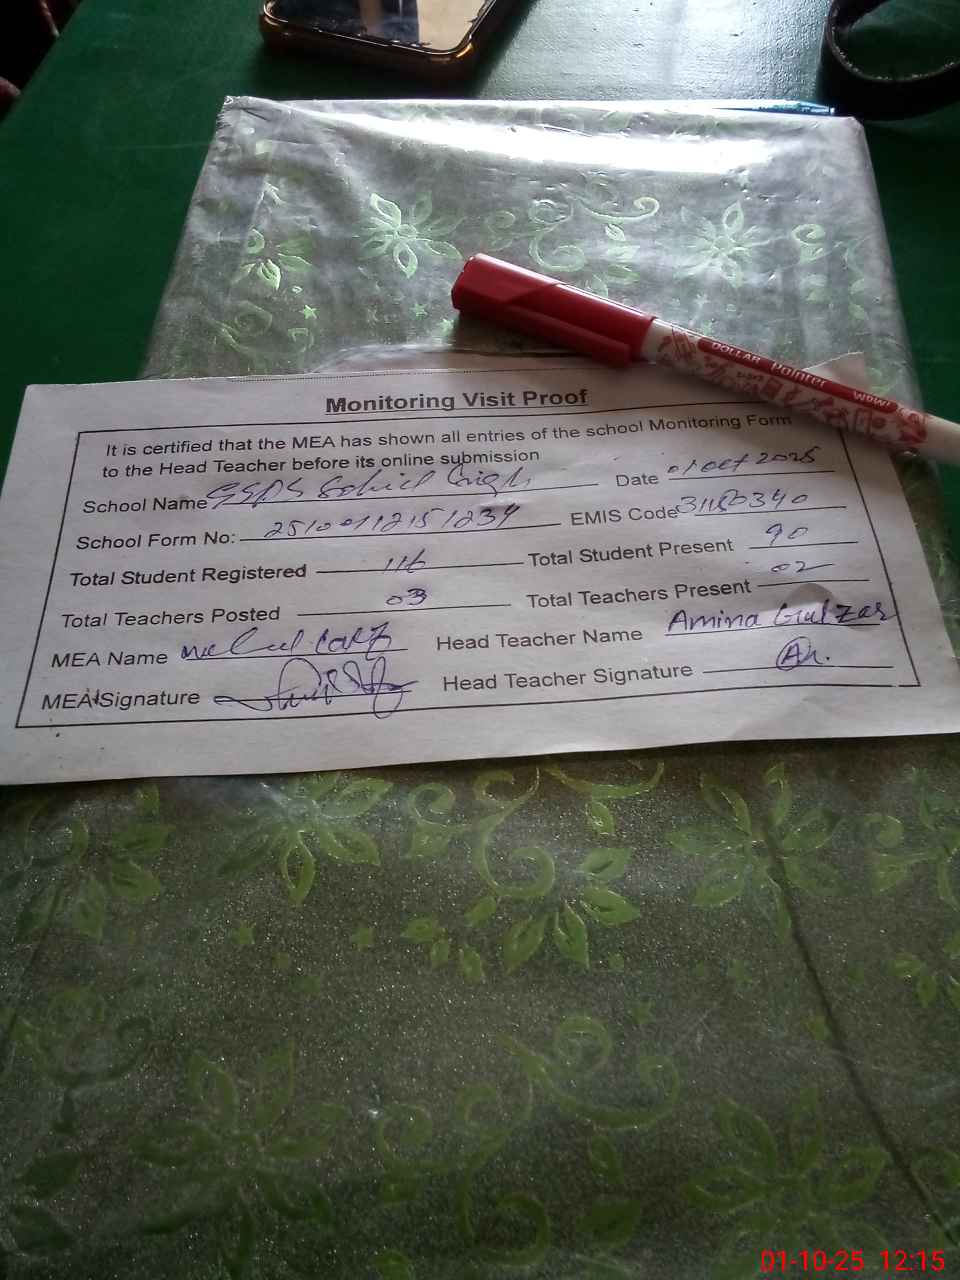 DOLLAR Pointer WOW!
Monitoring Visit Proof
It is certified that the MEA has shown all entries of the school Monitoring Form
to the Head Teacher before its online submission
School Name GSPS Singh Date 01 Oct 2025
School Form No: EMIS Code
Total Student Registered 116 Total Student Present 90
Total Teachers Posted 03 Total Teachers Present 02
MEA Name Head Teacher Name Amina Gulzar
MEA Signature Head Teacher Signature
01-10-25 12:15